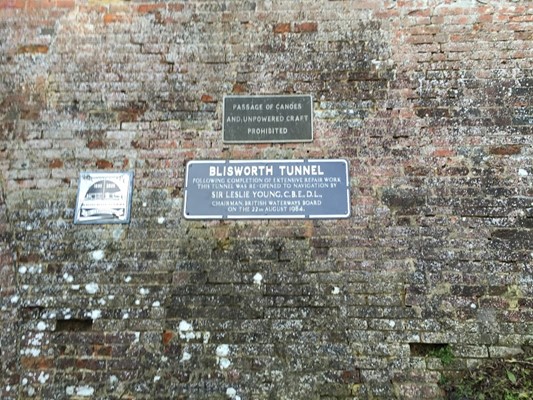 PASSAGE OF CANOES
AND UNPOWERED CRAFT
PROHIBITED
BLISWORTH TUNNEL
FOLLOWING COMPLETION OF EXTENSIVE REPAIR WORK
THIS TUNNEL WAS RE-OPENED TO NAVIGATION BY
SIR LESLIE YOUNG, C.B.E., D.L.,
CHAIRMAN, BRITISH WATERWAYS BOARD
ON THE 22ND AUGUST 1984.